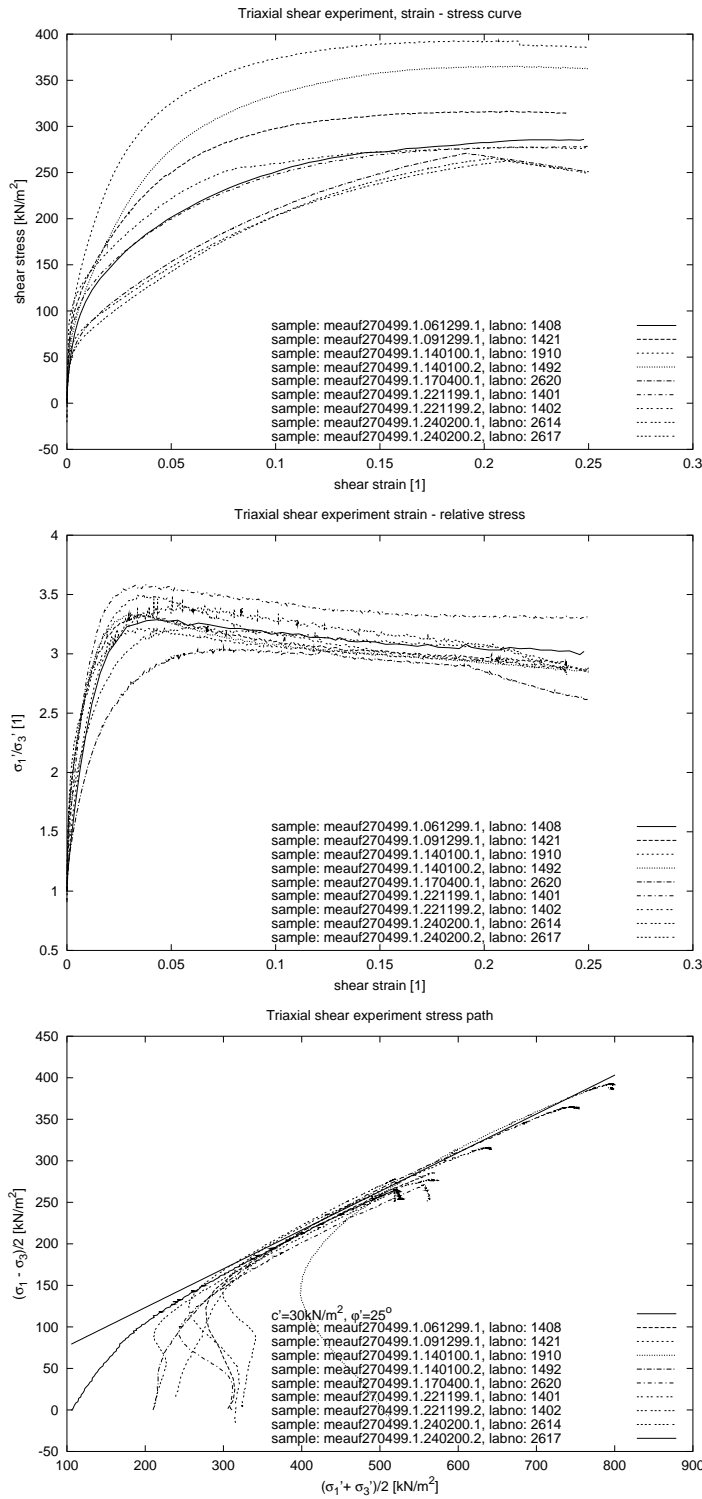 Triaxial shear experiment, strain - stress curve
400
350
300
250
200
150
100
50
0
-50
shear stress [kN/m²]
sample: meauf270499.1.061299.1, labno: 1408
sample: meauf270499.1.091299.1, labno: 1421
sample: meauf270499.1.140100.1, labno: 1910
sample: meauf270499.1.140100.2, labno: 1492
sample: meauf270499.1.170400.1, labno: 2620
sample: meauf270499.1.221199.1, labno: 1401
sample: meauf270499.1.221199.2, labno: 1402
sample: meauf270499.1.240200.1, labno: 2614
sample: meauf270499.1.240200.2, labno: 2617
0 0.05 0.1 0.15 0.2 0.25 0.3
shear strain [1]
Triaxial shear experiment strain - relative stress
4
3.5
3
2.5
2
1.5
1
0.5
σ₁'/σ₃' [1]
sample: meauf270499.1.061299.1, labno: 1408
sample: meauf270499.1.091299.1, labno: 1421
sample: meauf270499.1.140100.1, labno: 1910
sample: meauf270499.1.140100.2, labno: 1492
sample: meauf270499.1.170400.1, labno: 2620
sample: meauf270499.1.221199.1, labno: 1401
sample: meauf270499.1.221199.2, labno: 1402
sample: meauf270499.1.240200.1, labno: 2614
sample: meauf270499.1.240200.2, labno: 2617
0 0.05 0.1 0.15 0.2 0.25 0.3
shear strain [1]
Triaxial shear experiment stress path
450
400
350
300
250
200
150
100
50
0
-50
(σ₁ - σ₃)/2 [kN/m²]
c'=30kN/m², φ'=25°
sample: meauf270499.1.061299.1, labno: 1408
sample: meauf270499.1.091299.1, labno: 1421
sample: meauf270499.1.140100.1, labno: 1910
sample: meauf270499.1.140100.2, labno: 1492
sample: meauf270499.1.170400.1, labno: 2620
sample: meauf270499.1.221199.1, labno: 1401
sample: meauf270499.1.221199.2, labno: 1402
sample: meauf270499.1.240200.1, labno: 2614
sample: meauf270499.1.240200.2, labno: 2617
100 200 300 400 500 600 700 800 900
(σ₁'+ σ₃')/2 [kN/m²]